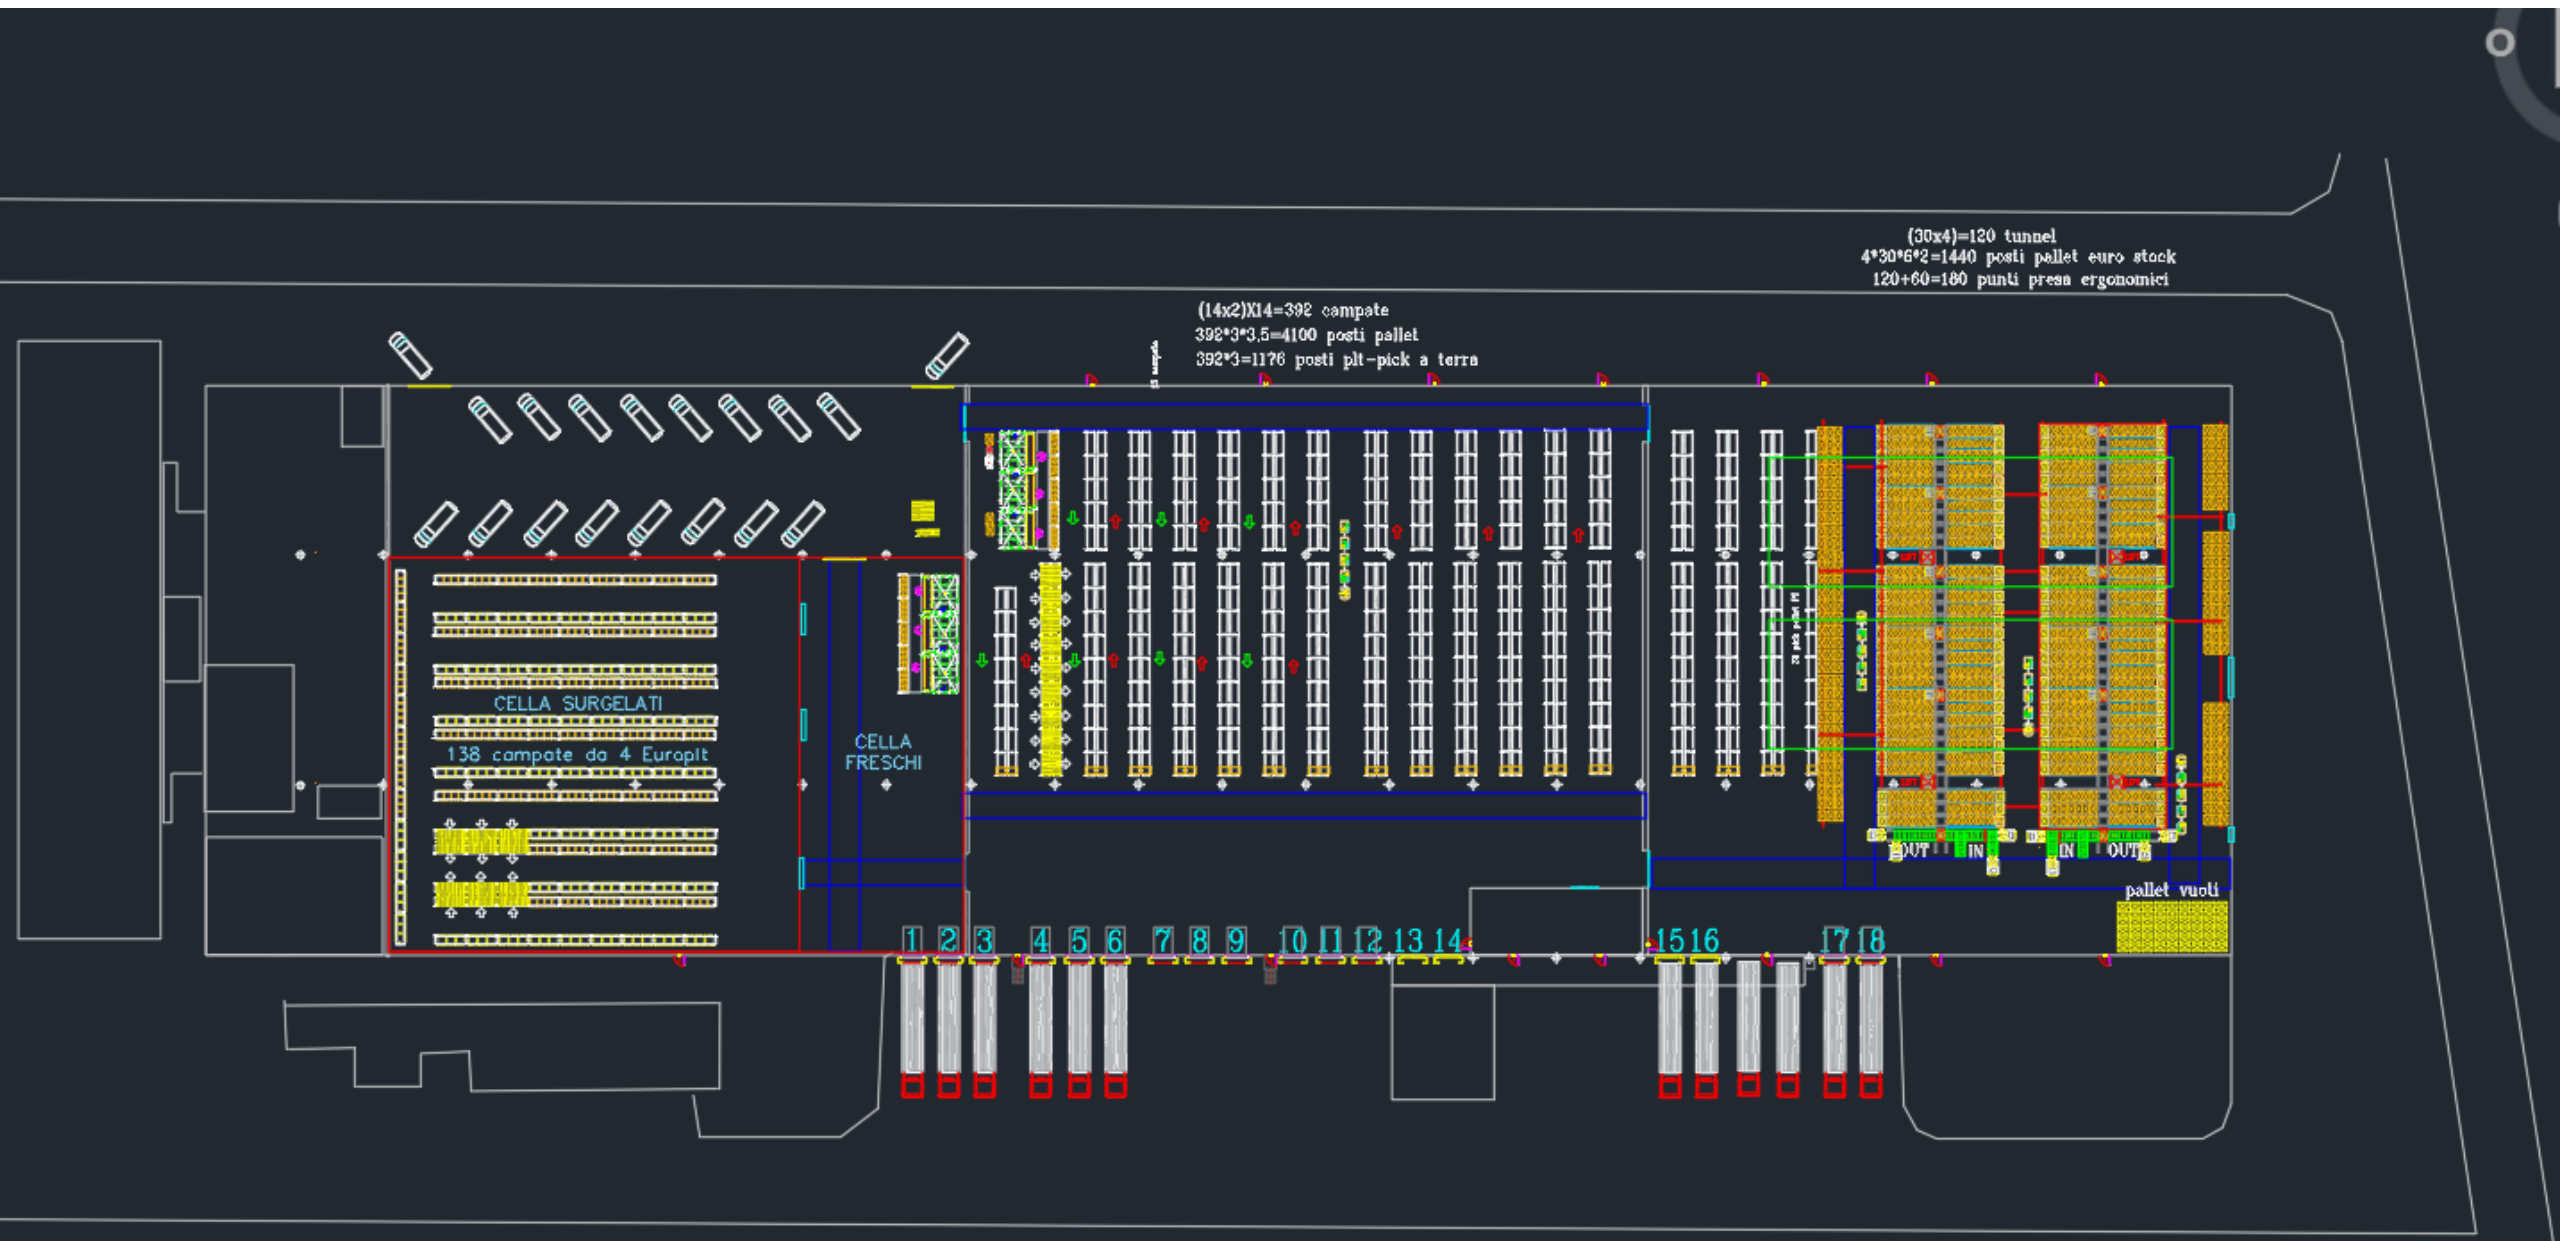 (30x4)=120 tunnel
4*30*6*2=1440 posti pallet euro stock
120+60=180 punti presa ergonomici
(14x2)X14=392 campate
392*3*3,5=4100 posti pallet
392*3=1176 posti plt-pick a terra
CELLA SURGELATI
138 campate da 4 Europlt
CELLA
FRESCHI
OUT IN IN OUT
pallet vuoti
1 2 3 4 5 6 7 8 9 10 11 12 13 14 15 16 17 18